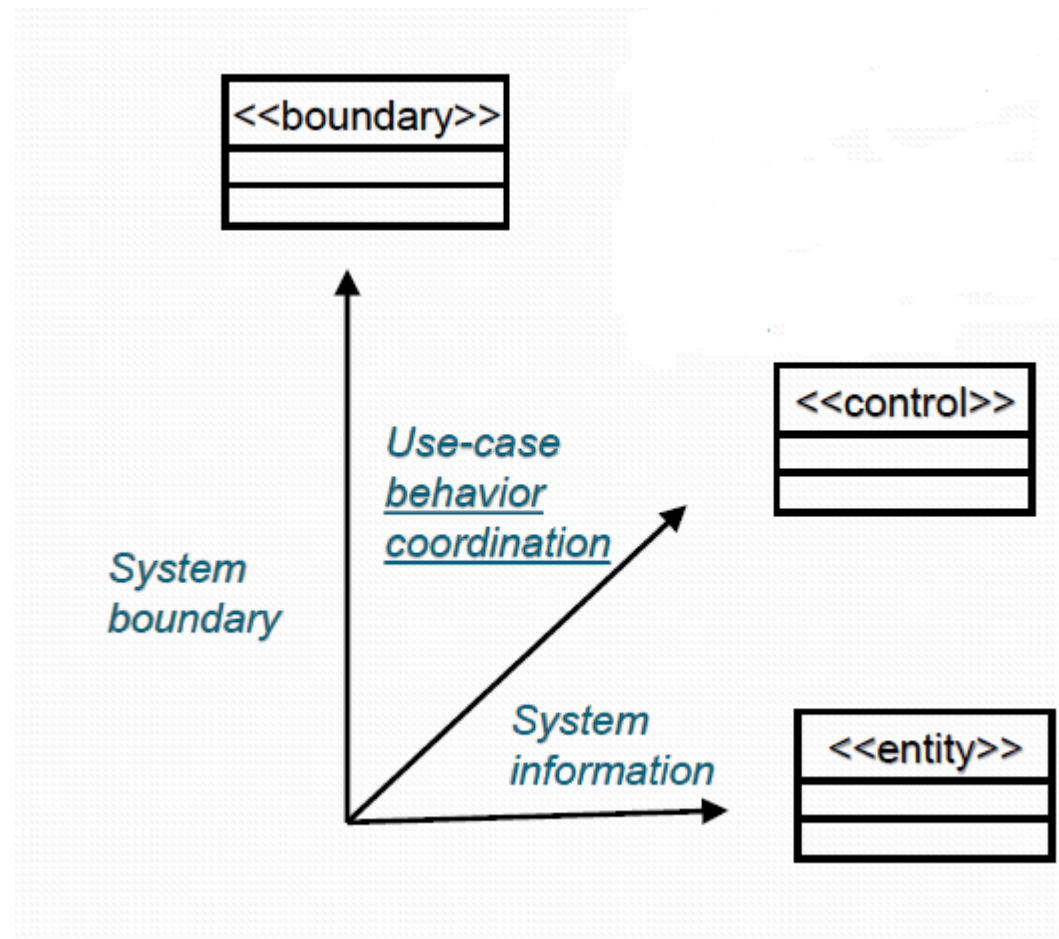 <<boundary>>
<<control>>
Use-case
behavior
coordination
System
boundary
System
information
<<entity>>